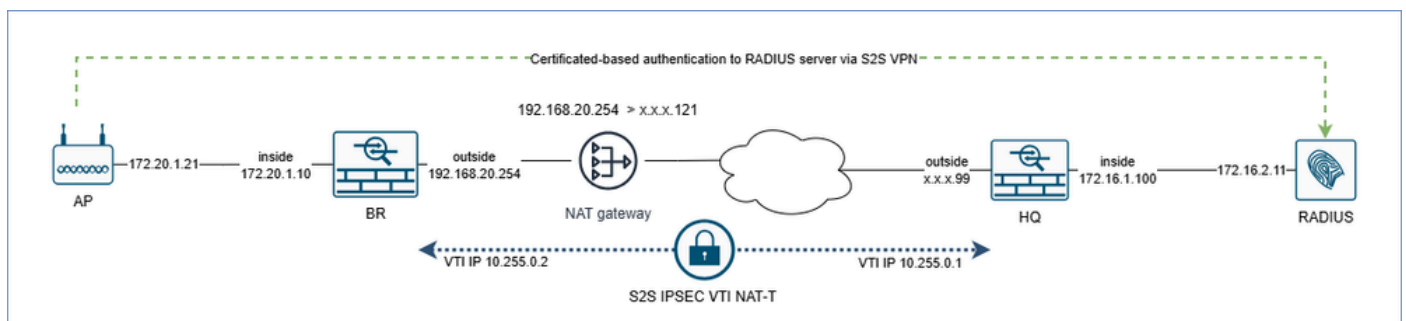 Certificated-based authentication to RADIUS server via S2S VPN
192.168.20.254 > x.x.x.121
172.20.1.21
inside
172.20.1.10
outside
192.168.20.254
outside
x.x.x.99
inside
172.16.1.100
172.16.2.11
AP
BR
NAT gateway
HQ
RADIUS
VTI IP 10.255.0.2
VTI IP 10.255.0.1
S2S IPSEC VTI NAT-T